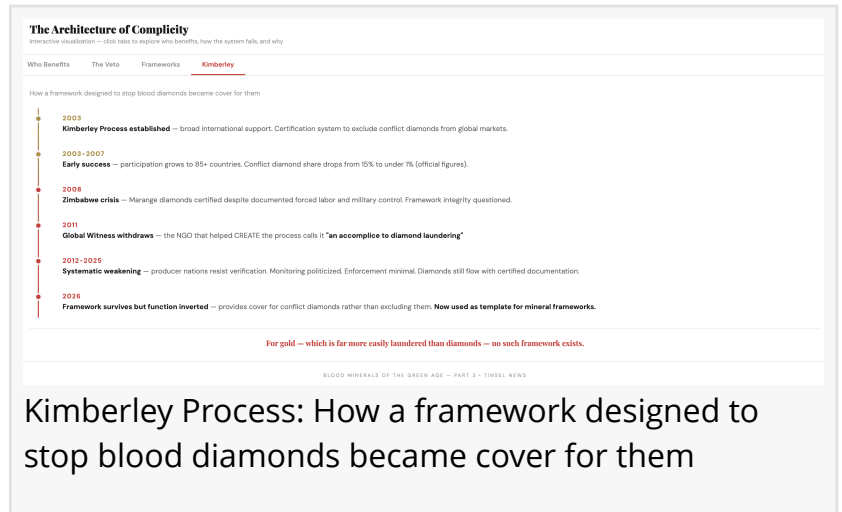 The Architecture of Complicity
Interactive visualization — click tabs to explore who benefits, how the system fails, and why
Who Benefits The Veto Frameworks Kimberley
How a framework designed to stop blood diamonds became cover for them
2003
Kimberley Process established — broad international support. Certification system to exclude conflict diamonds from global markets.
2003–2007
Early success — participation grows to 85+ countries. Conflict diamond share drops from 15% to under 1% (official figures).
2008
Zimbabwe crisis — Marange diamonds certified despite documented forced labor and military control. Framework integrity questioned.
2011
Global Witness withdraws — the NGO that helped CREATE the process calls it "an accomplice to diamond laundering"
2012–2025
Systematic weakening — producer nations resist verification. Monitoring politicized. Enforcement minimal. Diamonds still flow with certified documentation.
2026
Framework survives but function inverted — provides cover for conflict diamonds rather than excluding them. Now used as template for mineral frameworks.
For gold — which is far more easily laundered than diamonds — no such framework exists.
BLOOD MINERALS OF THE GREEN AGE — PART 3 • TINSEL NEWS
Kimberley Process: How a framework designed to
stop blood diamonds became cover for them